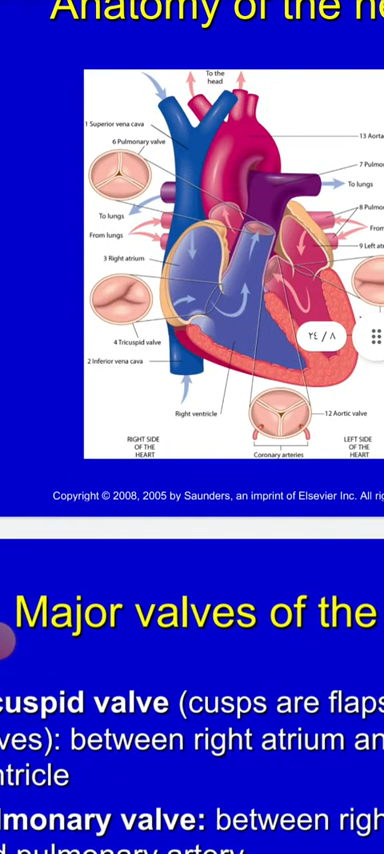 Anatomy of the he
To the
head
1 Superior vena cava
6 Pulmonary valve
13 Aorta
7 Pulmo
To lungs
8 Pulmo
To lungs
From lungs
From
9 Left at
3 Right atrium
٢٤ / ٨
4 Tricuspid valve
2 Inferior vena cava
Right ventricle
12 Aortic valve
RIGHT SIDE
OF THE
HEART
Coronary arteries
LEFT SIDE
OF THE
HEART
Copyright © 2008, 2005 by Saunders, an imprint of Elsevier Inc. All rig
Major valves of the
cuspid valve (cusps are flaps
ves): between right atrium an
ntricle
lmonary valve: between righ
d pulmonary artery